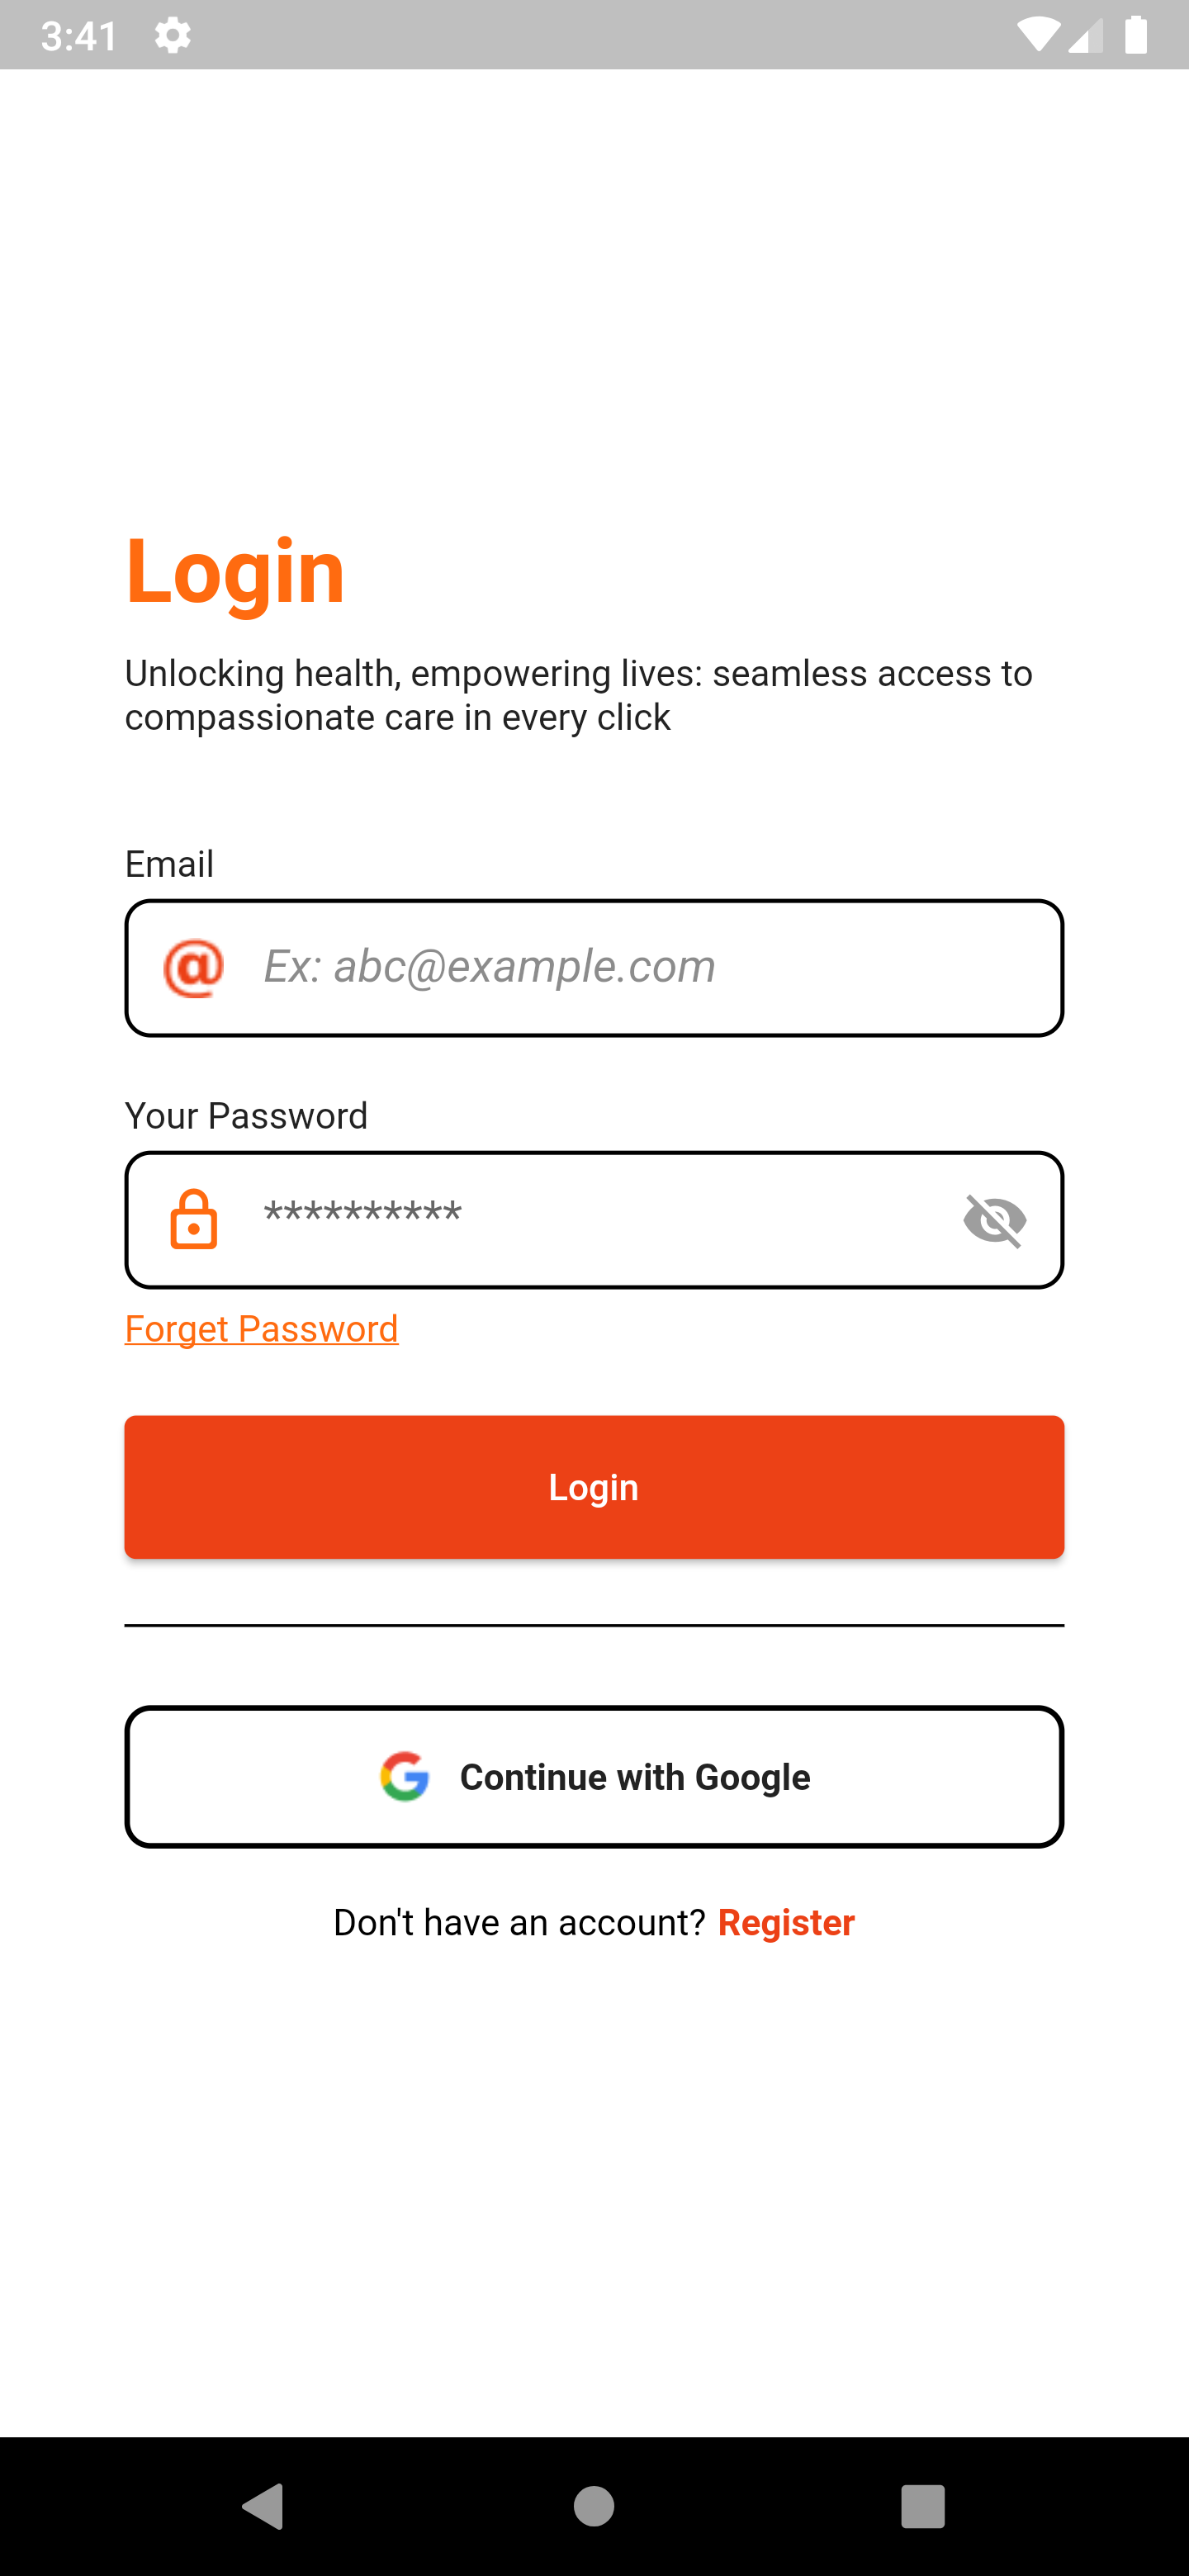 3:41
Login
Unlocking health, empowering lives: seamless access to
compassionate care in every click
Email
@ Ex: abc@example.com
Your Password
**********
Forget Password
Login
Continue with Google
Don't have an account? Register